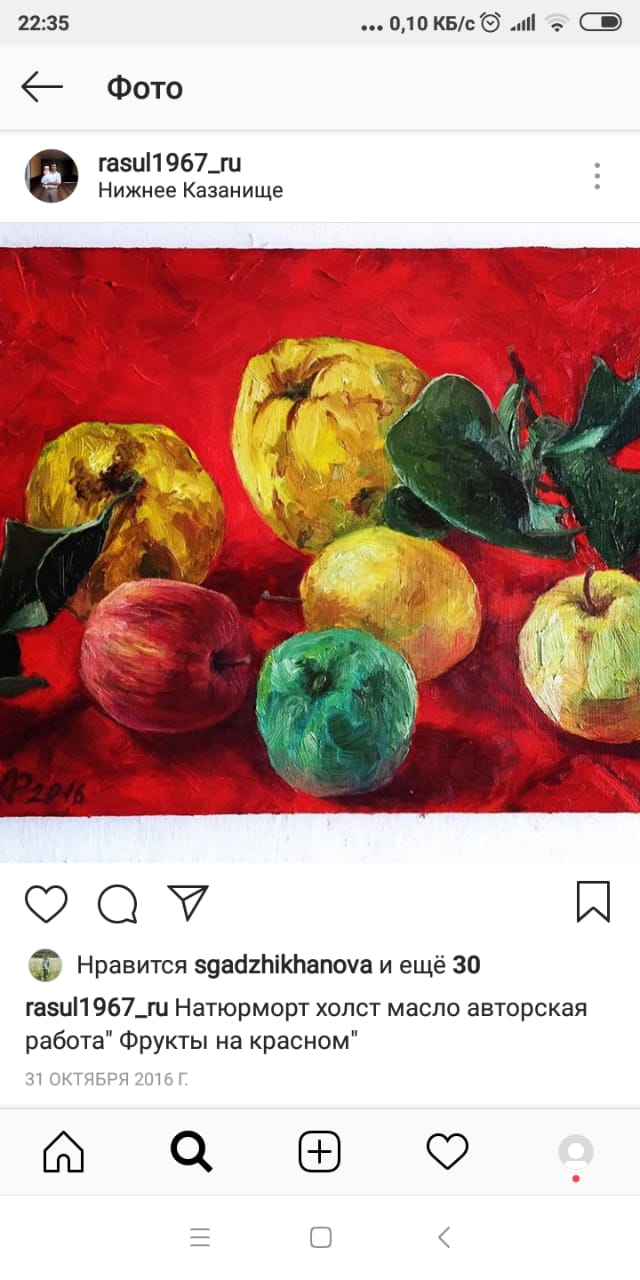 22:35 ... 0,10 КБ/с
Фото
rasul1967_ru
Нижнее Казанище
АР2016
Нравится sgadzhikhanova и ещё 30
rasul1967_ru Натюрморт холст масло авторская
работа" Фрукты на красном"
31 ОКТЯБРЯ 2016 Г.